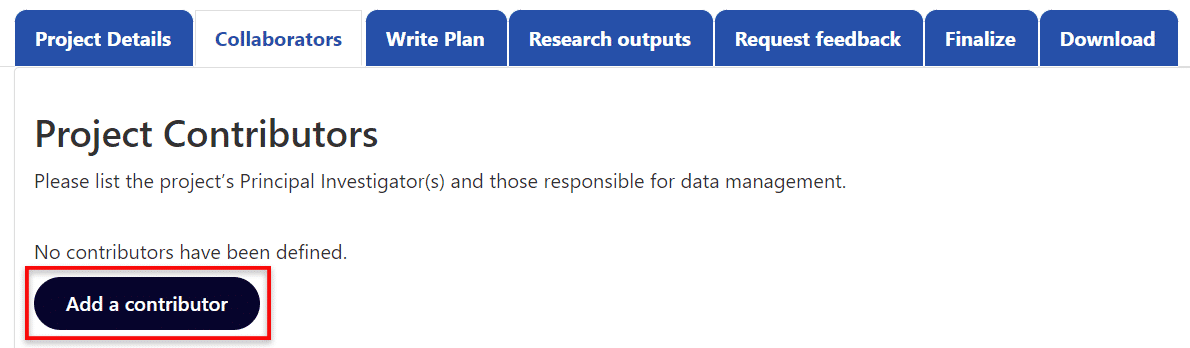 Project Details Collaborators Write Plan Research outputs Request feedback Finalize Download
Project Contributors
Please list the project’s Principal Investigator(s) and those responsible for data management.
No contributors have been defined.
Add a contributor